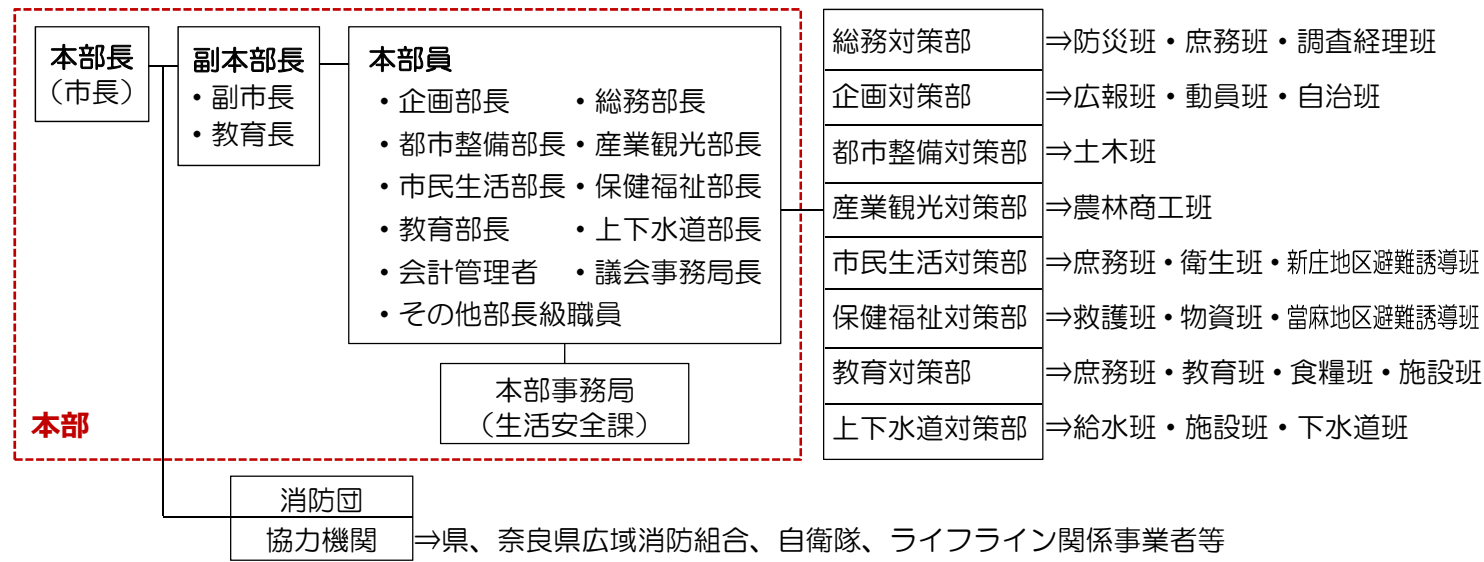 本部長
（市長）
副本部長
・副市長
・教育長
本部員
・企画部長 ・総務部長
・都市整備部長・産業観光部長
・市民生活部長・保健福祉部長
・教育部長 ・上下水道部長
・会計管理者 ・議会事務局長
・その他部長級職員
本部事務局
（生活安全課）
本部
総務対策部 ⇒防災班・庶務班・調査経理班
企画対策部 ⇒広報班・動員班・自治班
都市整備対策部 ⇒土木班
産業観光対策部 ⇒農林商工班
市民生活対策部 ⇒庶務班・衛生班・新庄地区避難誘導班
保健福祉対策部 ⇒救護班・物資班・當麻地区避難誘導班
教育対策部 ⇒庶務班・教育班・食糧班・施設班
上下水道対策部 ⇒給水班・施設班・下水道班
消防団
協力機関 ⇒県、奈良県広域消防組合、自衛隊、ライフライン関係事業者等